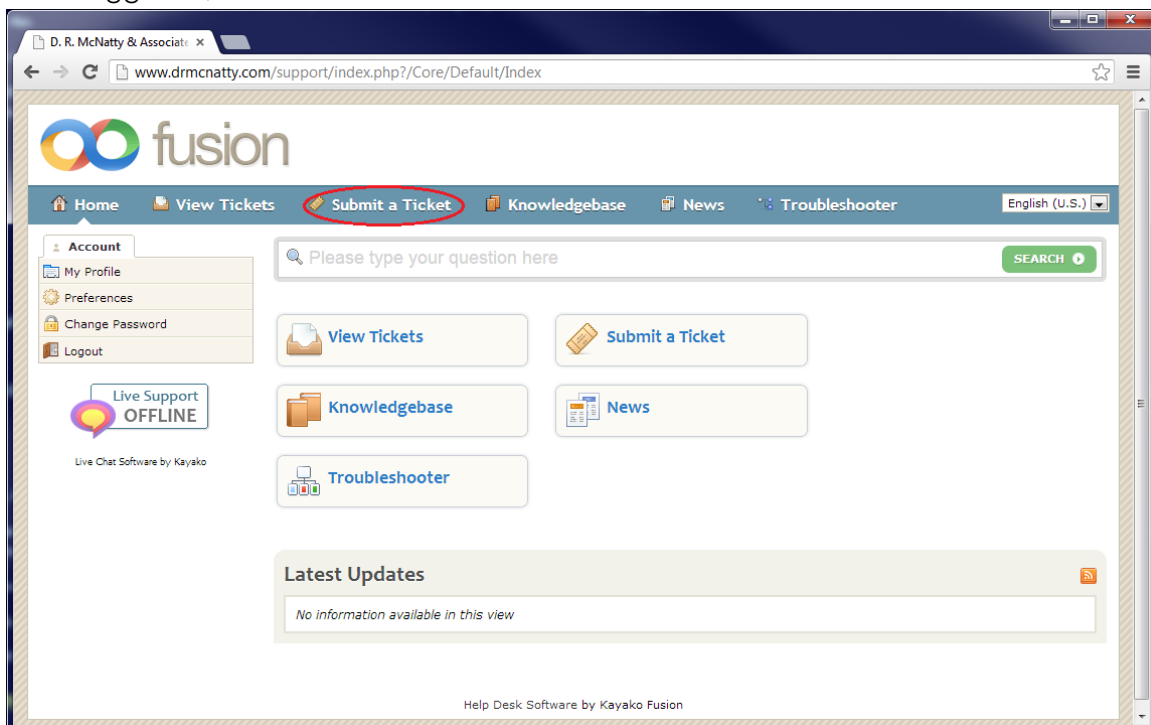 D. R. McNatty & Associate ×
www.drmcnatty.com/support/index.php?/Core/Default/Index
fusion
Home View Tickets Submit a Ticket Knowledgebase News Troubleshooter English (U.S.)
Account
My Profile
Preferences
Change Password
Logout
Please type your question here SEARCH
View Tickets Submit a Ticket
Live Support
OFFLINE
Knowledgebase News
Live Chat Software by Kayako
Troubleshooter
Latest Updates
No information available in this view
Help Desk Software by Kayako Fusion